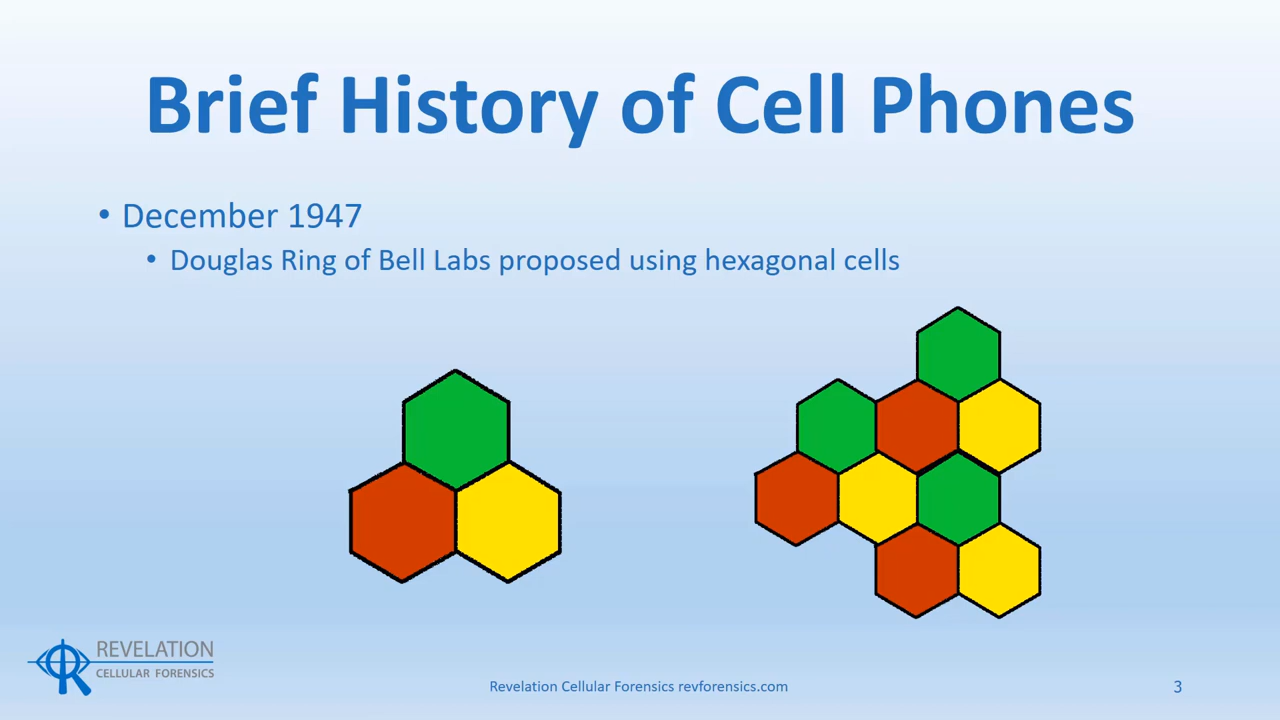 Brief History of Cell Phones
• December 1947
• Douglas Ring of Bell Labs proposed using hexagonal cells
REVELATION
CELLULAR FORENSICS
Revelation Cellular Forensics revforensics.com
3